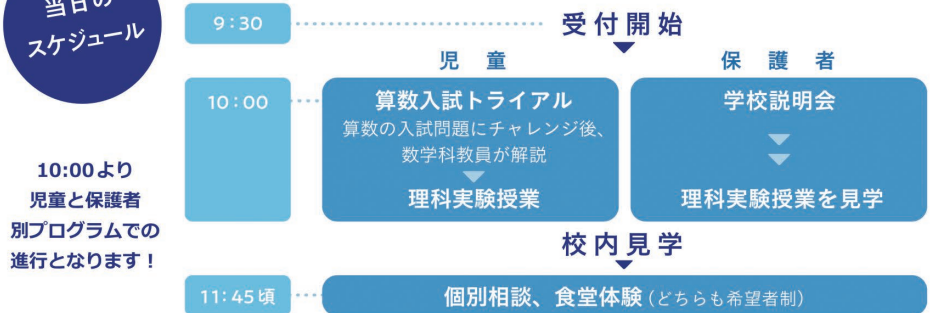 当日の
スケジュール
9:30
受付開始
児童
保護者
10:00
算数入試トライアル
算数の入試問題にチャレンジ後、
数学科教員が解説
理科実験授業
学校説明会
理科実験授業を見学
10:00より
児童と保護者
別プログラムでの
進行となります！
校内見学
11:45頃
個別相談、食堂体験（どちらも希望者制）